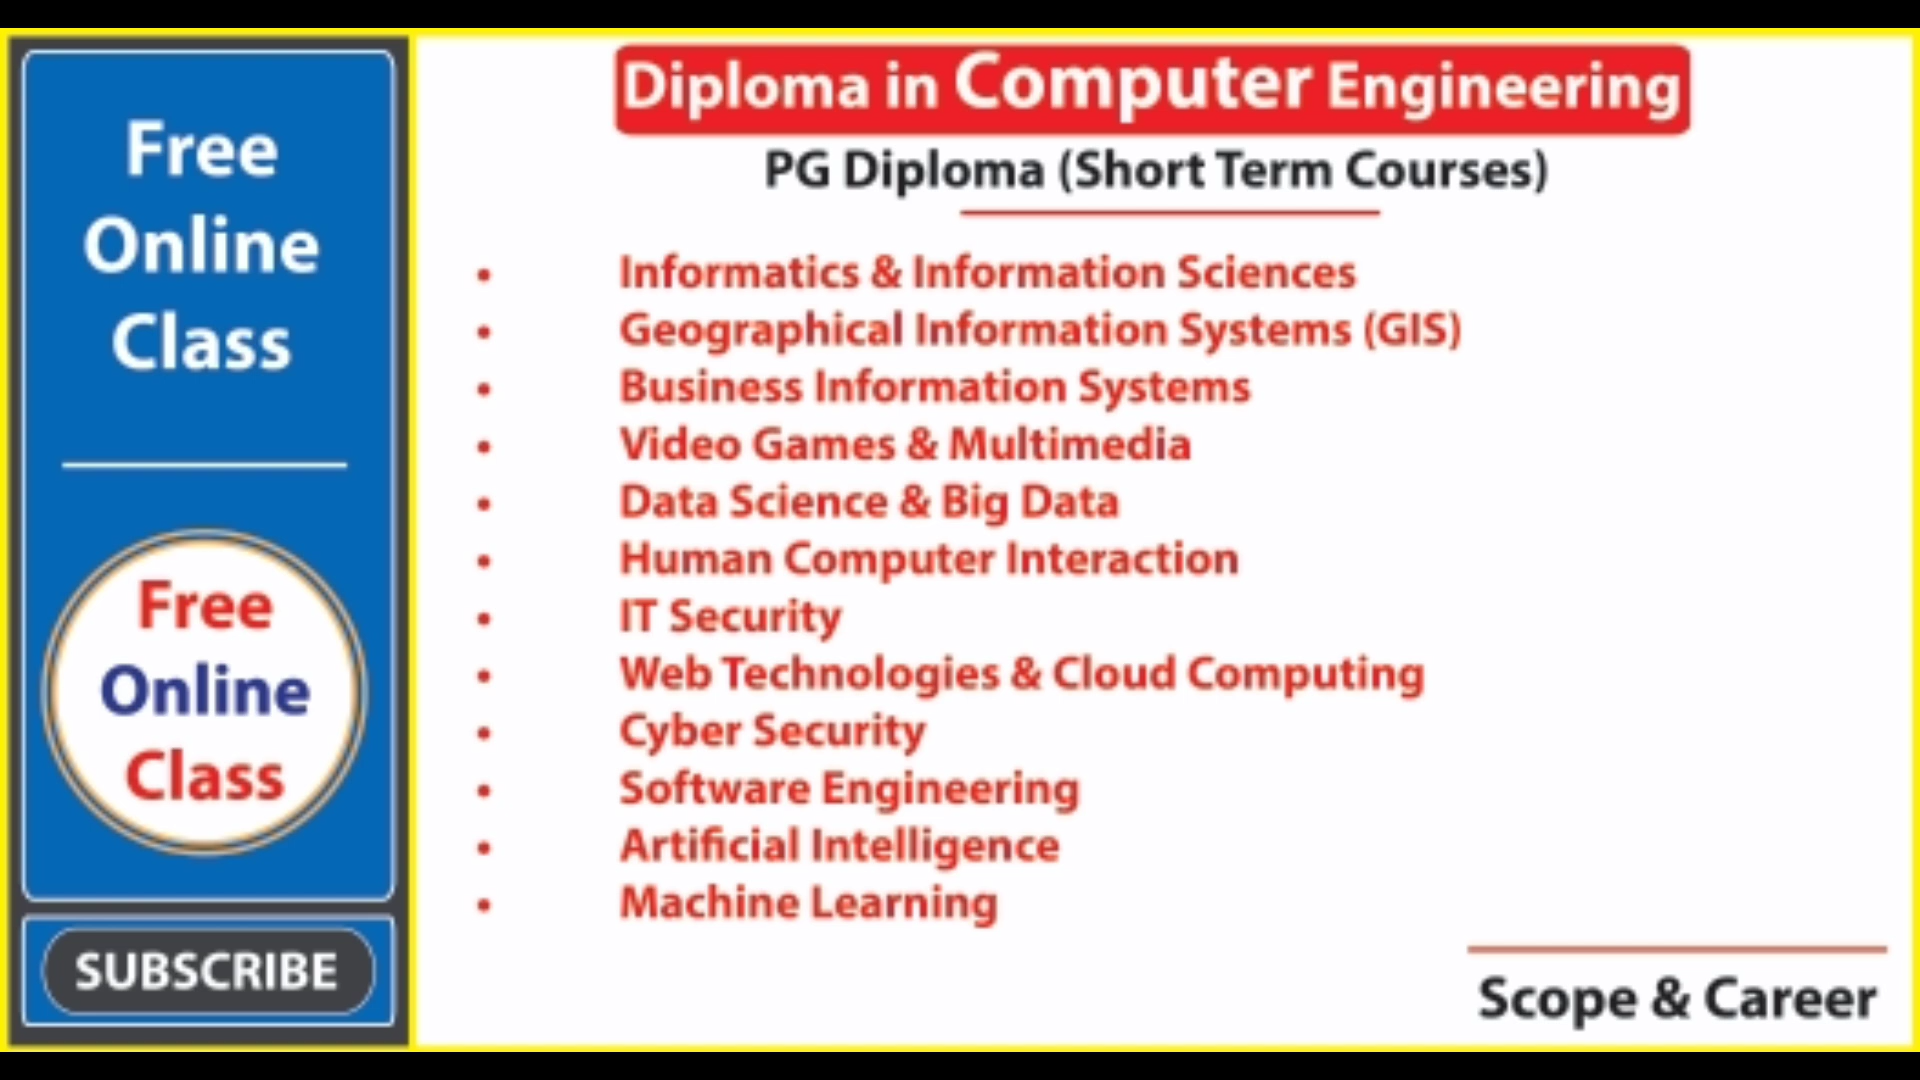 Free
Online
Class
Free
Online
Class
SUBSCRIBE
Diploma in Computer Engineering
PG Diploma (Short Term Courses)
• Informatics & Information Sciences
• Geographical Information Systems (GIS)
• Business Information Systems
• Video Games & Multimedia
• Data Science & Big Data
• Human Computer Interaction
• IT Security
• Web Technologies & Cloud Computing
• Cyber Security
• Software Engineering
• Artificial Intelligence
• Machine Learning
Scope & Career